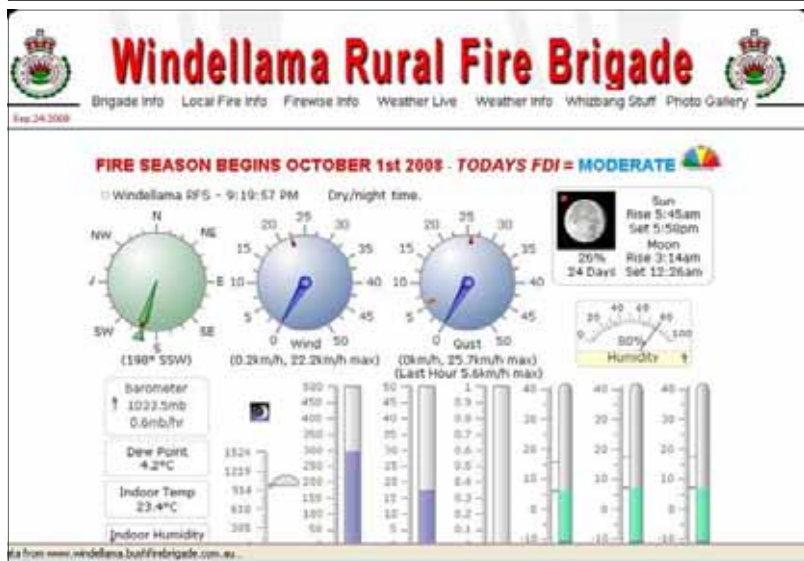 Windellama Rural Fire Brigade
Brigade Info Local Fire Info Firewise Info Weather Live Weather Info Whizbang Stuff Photo Gallery
Sep.24.2008
FIRE SEASON BEGINS OCTOBER 1st 2008 - TODAYS FDI = MODERATE
Windellama RFS - 9:19:57 PM Dry/night time.
N
NW NE
E
SW SE
S
(198° SSW)
0 5 10 15 20 25 30 35 40 45 50
Wind
(0.2km/h, 22.2km/h max)
0 5 10 15 20 25 30 35 40 45 50
Gust
(0km/h, 25.7km/h max)
(Last Hour 5.6km/h max)
Sun
Rise 5:45am
Set 5:58pm
Moon
Rise 3:14am
Set 12:26am
26%
24 Days
0 20 40 60 80 100
80%
Humidity
Barometer
1033.5mb
0.6mb/hr
Dew Point
4.2°C
Indoor Temp
23.4°C
Indoor Humidity
1524
1219
914
610
305
500
450
400
350
300
250
200
150
100
50
50
45
40
35
30
25
20
15
10
5
1
0.9
0.8
0.7
0.6
0.5
0.4
0.3
0.2
0.1
40
30
20
10
0
-10
40
30
20
10
0
-10
40
30
20
10
0
-10
ta from www.windellama.bushfirebrigade.com.au...